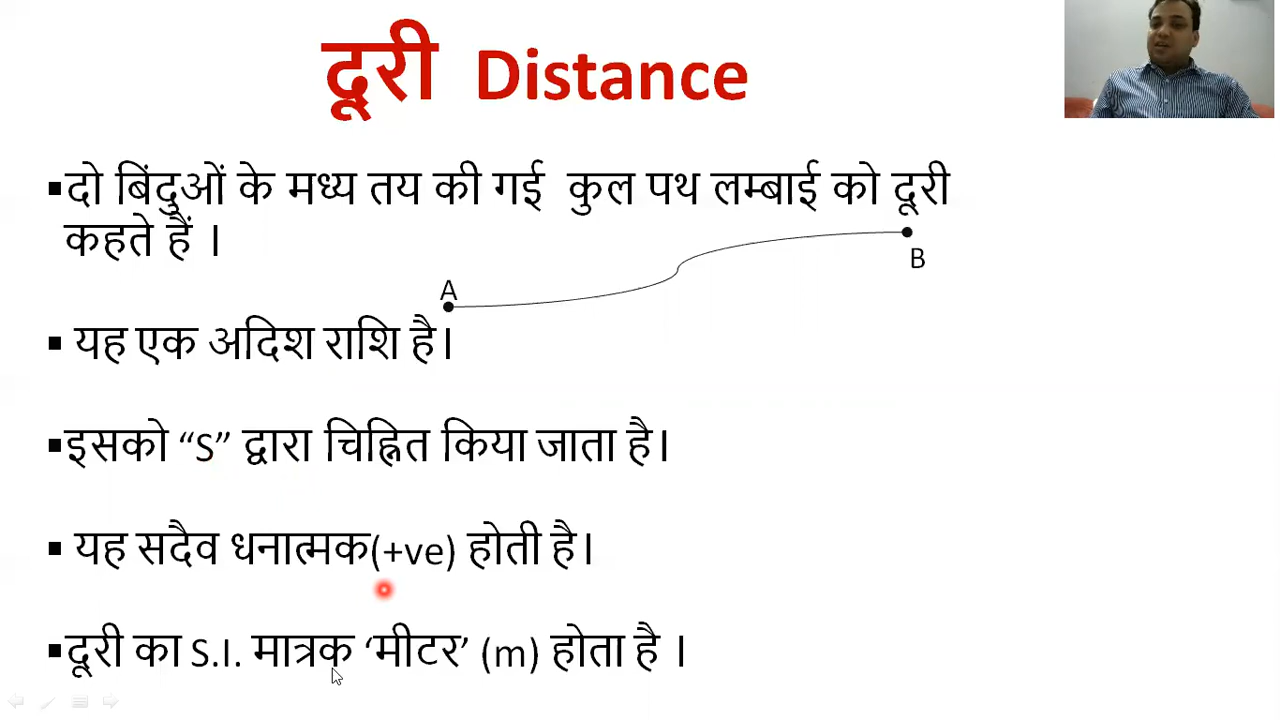 दूरी Distance
▪दो बिंदुओं के मध्य तय की गई कुल पथ लम्बाई को दूरी
कहते हैं ।
A
B
▪ यह एक अदिश राशि है।
▪इसको “S” द्वारा चिह्नित किया जाता है।
▪ यह सदैव धनात्मक(+ve) होती है।
▪दूरी का S.I. मात्रक ‘मीटर’ (m) होता है ।